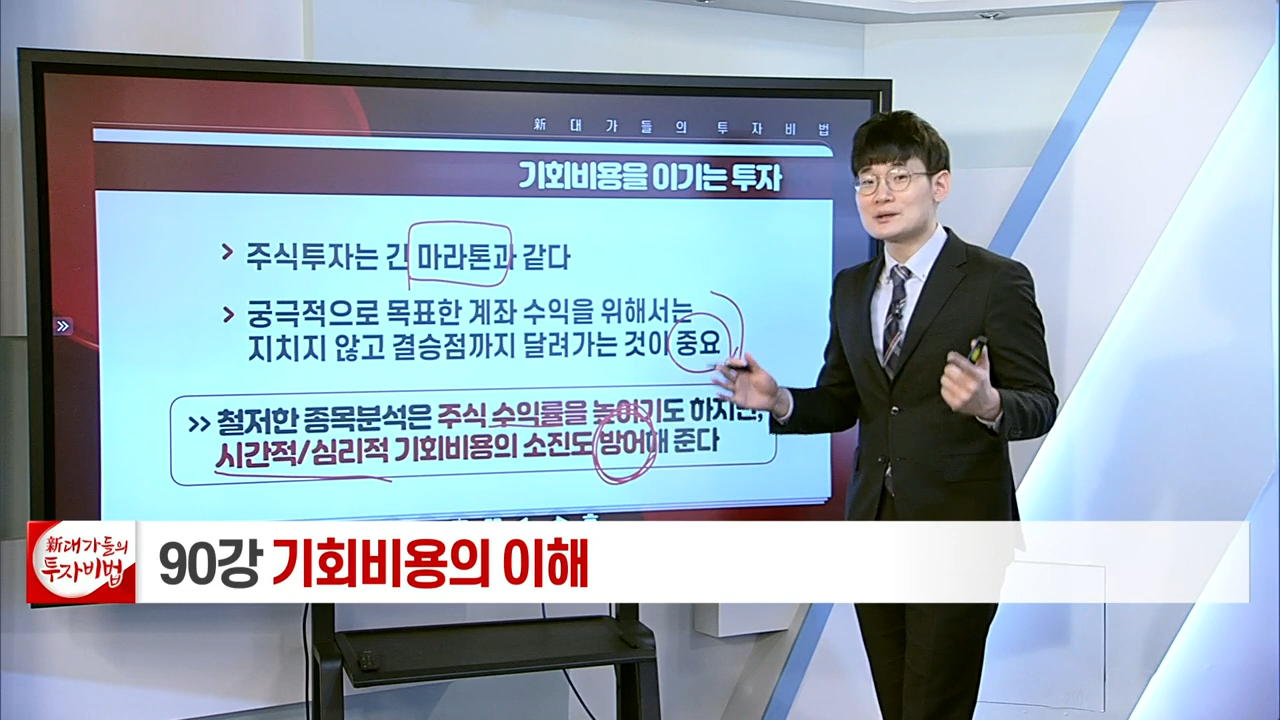 新 대 가 들 의 투 자 비 법
기회비용을 이기는 투자
주식투자는 긴 마라톤과 같다
궁극적으로 목표한 계좌 수익을 위해서는
지치지 않고 결승점까지 달려가는 것이 중요
>> 철저한 종목분석은 주식 수익률을 높이기도 하지만,
시간적/심리적 기회비용의 소진도 방어해 준다
新대가들의
투자비법
90강 기회비용의 이해